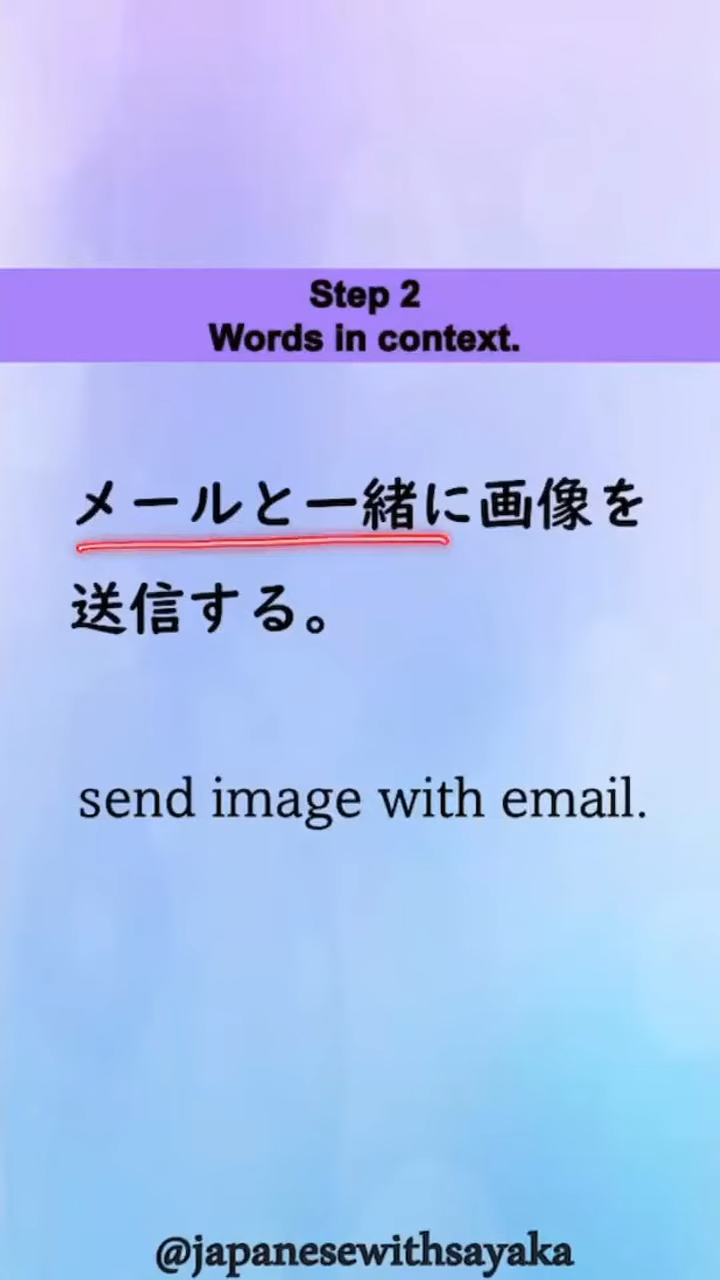 Step 2
Words in context.
メールと一緒に画像を
送信する。
send image with email.
@japanesewithsayaka